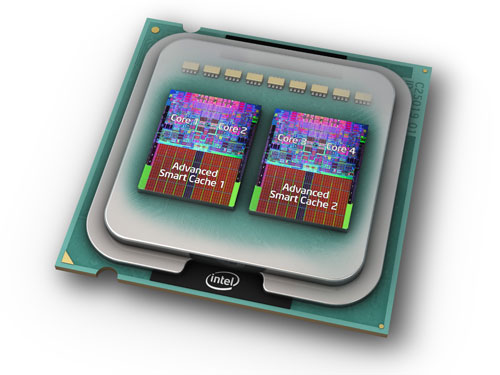 Core 1 Core 2
Core 3 Core 4
Advanced
Smart Cache 1
Advanced
Smart Cache 2
intel